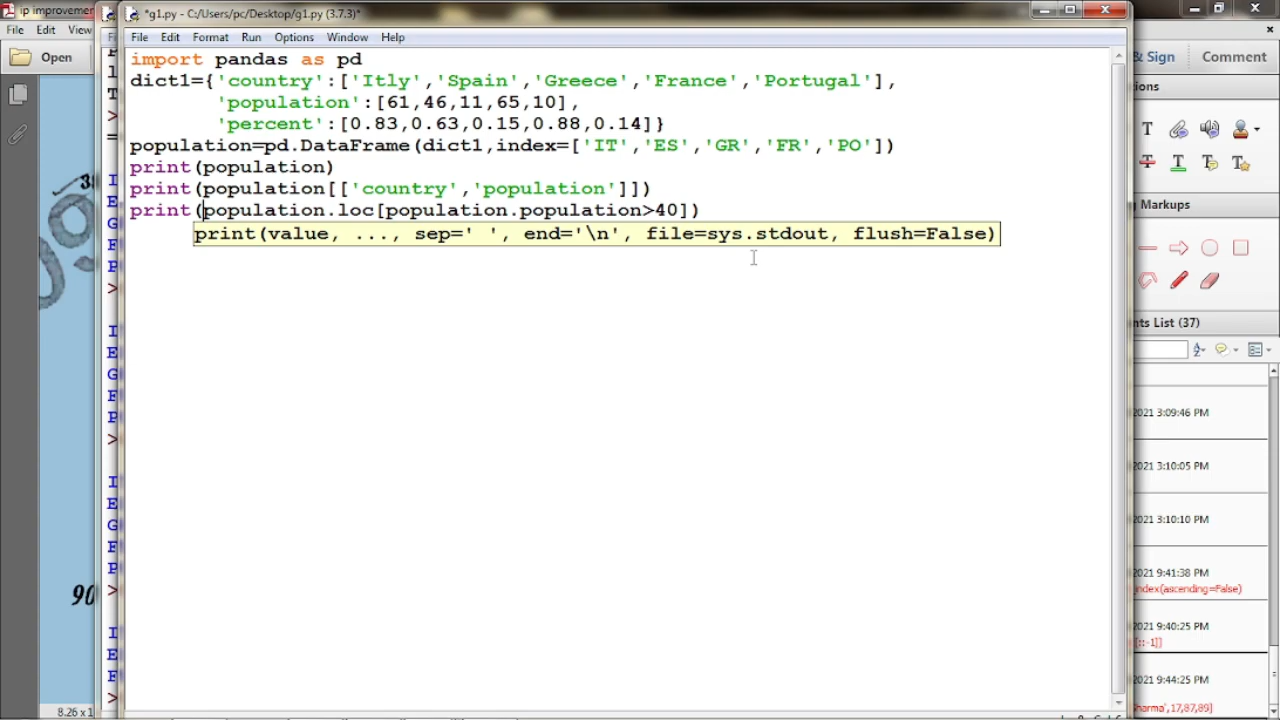 ip improvemen
*g1.py - C:/Users/pc/Desktop/g1.py (3.7.3)*
File Edit View
File Edit Format Run Options Window Help
Open
& Sign Comment
import pandas as pd
dict1={'country':['Itly','Spain','Greece','France','Portugal'],
'population':[61,46,11,65,10],
'percent':[0.83,0.63,0.15,0.88,0.14]}
population=pd.DataFrame(dict1,index=['IT','ES','GR','FR','PO'])
print(population)
print(population[['country','population']])
print(population.loc[population.population>40])
print(value, ..., sep=' ', end='\n', file=sys.stdout, flush=False)
ions
Markups
nts List (37)
2021 3:09:46 PM
2021 3:10:05 PM
2021 3:10:10 PM
2021 9:41:38 PM
index(ascending=False)
2021 9:40:25 PM
[::-1]]
2021 9:44:25 PM
harma',17,87,89]
90
8.26 x 1